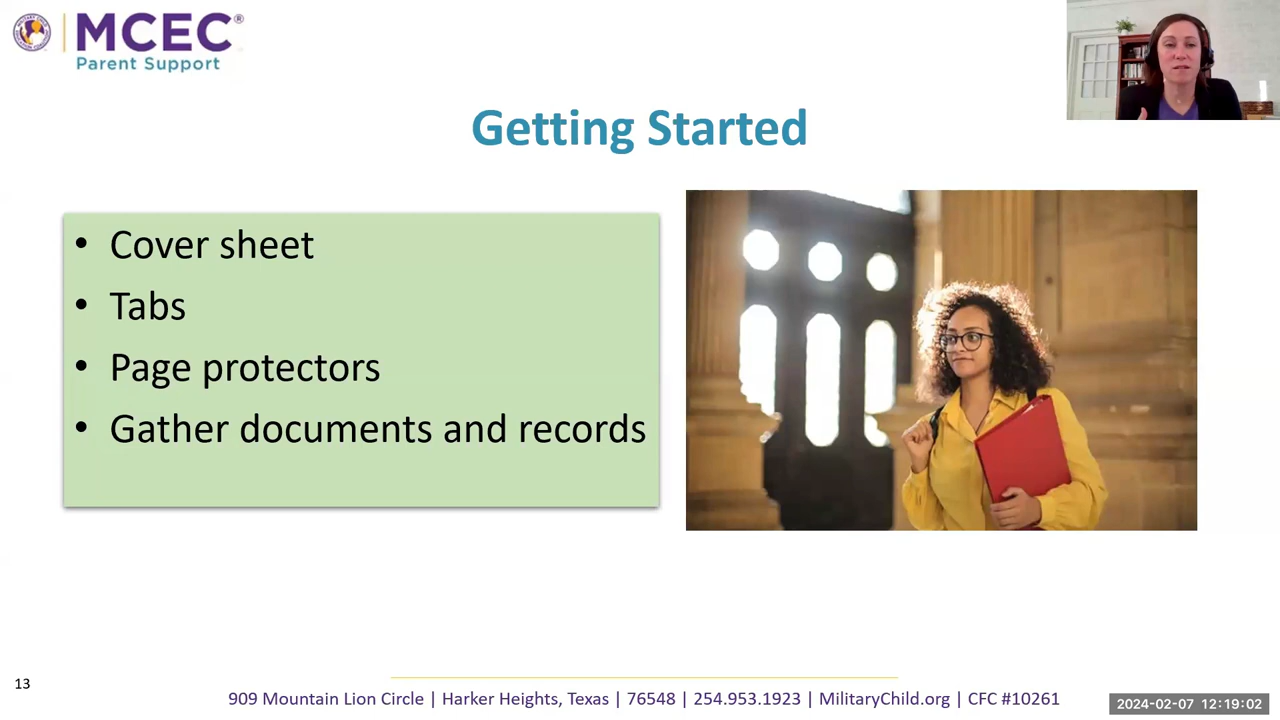 MCEC®
Parent Support
Getting Started
• Cover sheet
• Tabs
• Page protectors
• Gather documents and records
13
909 Mountain Lion Circle | Harker Heights, Texas | 76548 | 254.953.1923 | MilitaryChild.org | CFC #10261
2024-02-07 12:19:02